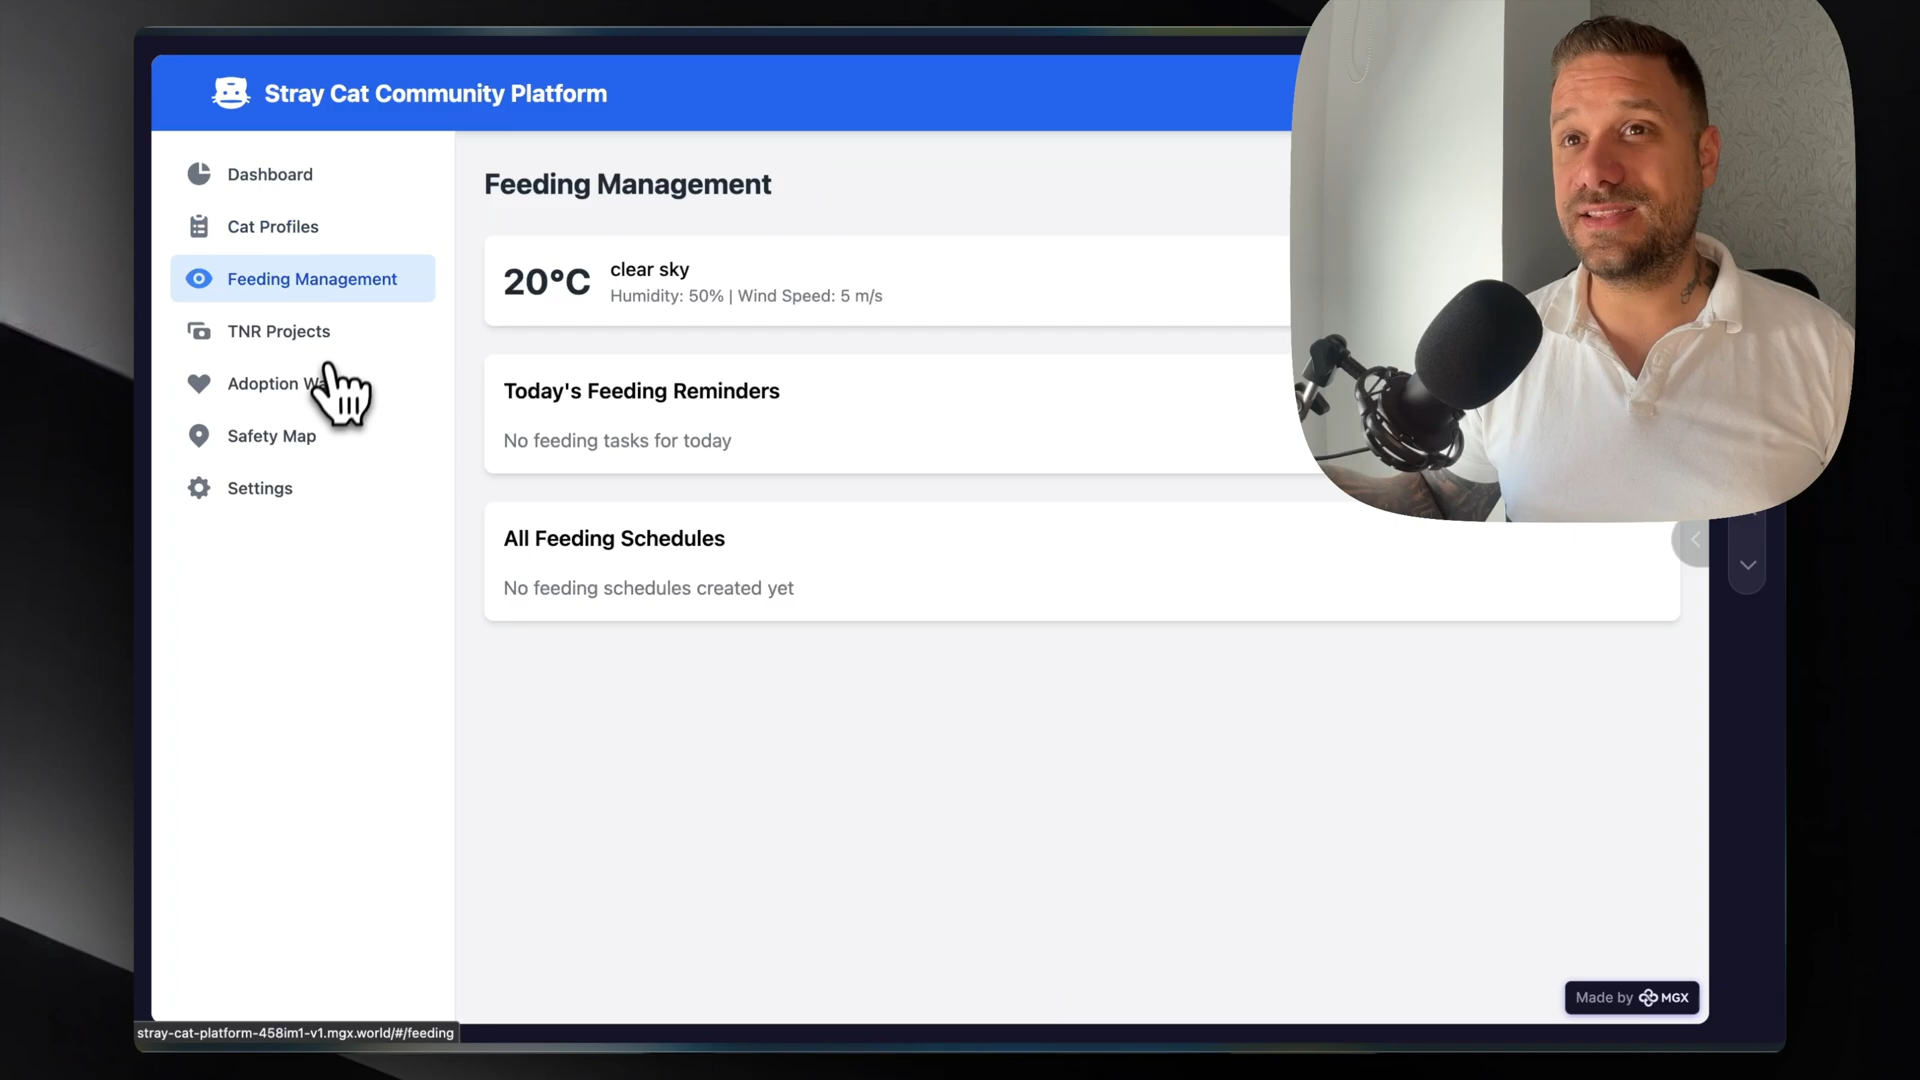 Stray Cat Community Platform
Dashboard
Cat Profiles
Feeding Management
TNR Projects
Adoption
Safety Map
Settings
Feeding Management
20°C
clear sky
Humidity: 50% | Wind Speed: 5 m/s
Today's Feeding Reminders
No feeding tasks for today
All Feeding Schedules
No feeding schedules created yet
Made by MGX
stray-cat-platform-458im1-v1.mgx.world/#/feeding